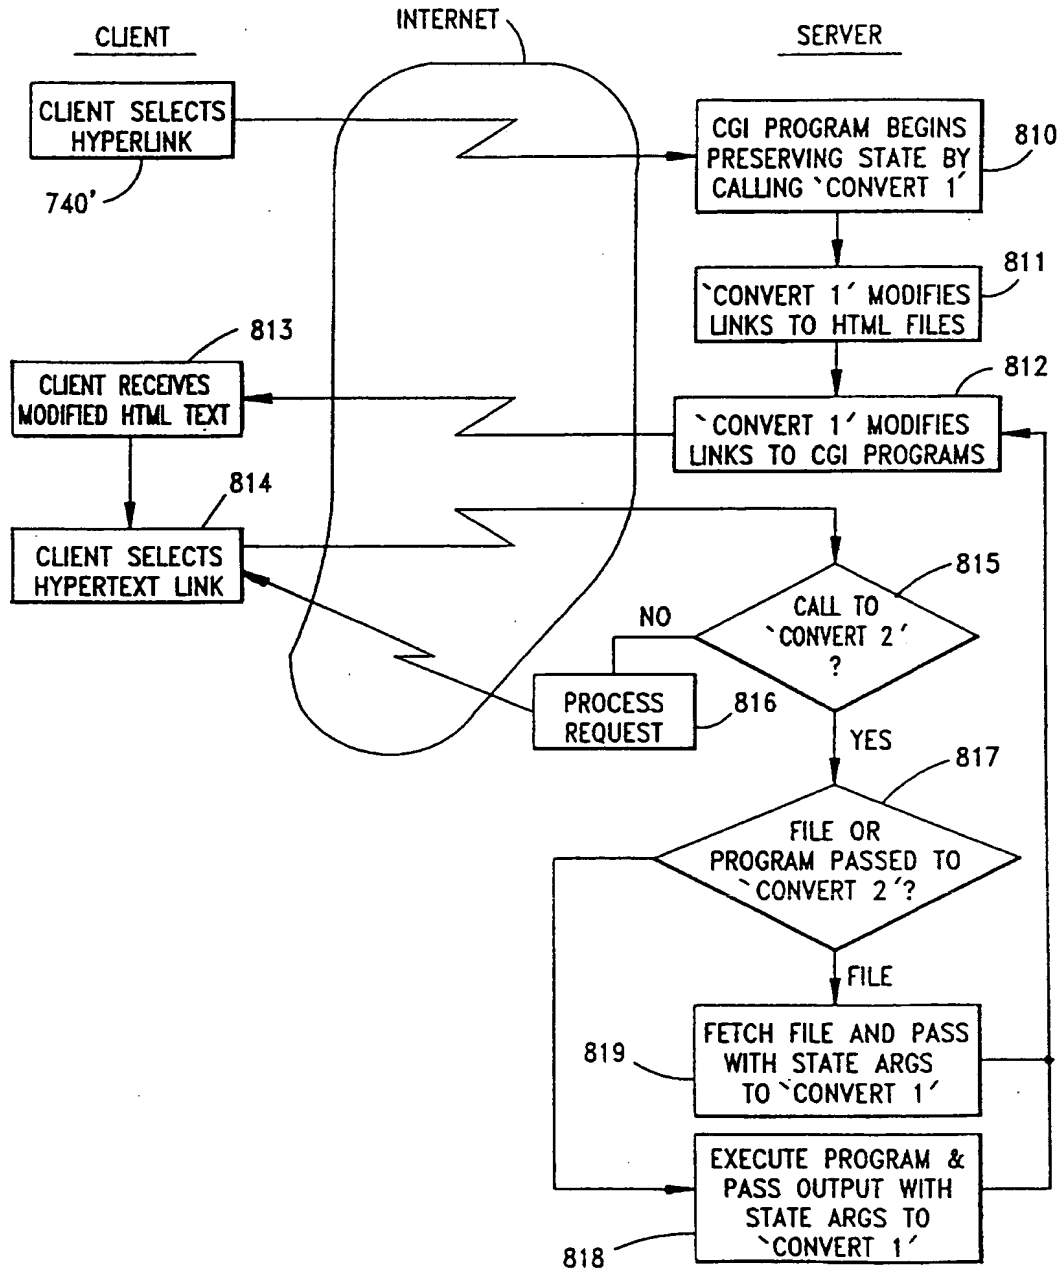 CLIENT
INTERNET
SERVER
CLIENT SELECTS
HYPERLINK
740'
CGI PROGRAM BEGINS
PRESERVING STATE BY
CALLING `CONVERT 1'
810
811
`CONVERT 1' MODIFIES
LINKS TO HTML FILES
813
812
CLIENT RECEIVES
MODIFIED HTML TEXT
`CONVERT 1' MODIFIES
LINKS TO CGI PROGRAMS
814
CLIENT SELECTS
HYPERTEXT LINK
815
CALL TO
`CONVERT 2'
?
NO
PROCESS
REQUEST
816
YES
817
FILE OR
PROGRAM PASSED TO
`CONVERT 2'?
FILE
819
FETCH FILE AND PASS
WITH STATE ARGS
TO `CONVERT 1'
EXECUTE PROGRAM &
PASS OUTPUT WITH
STATE ARGS TO
`CONVERT 1'
818